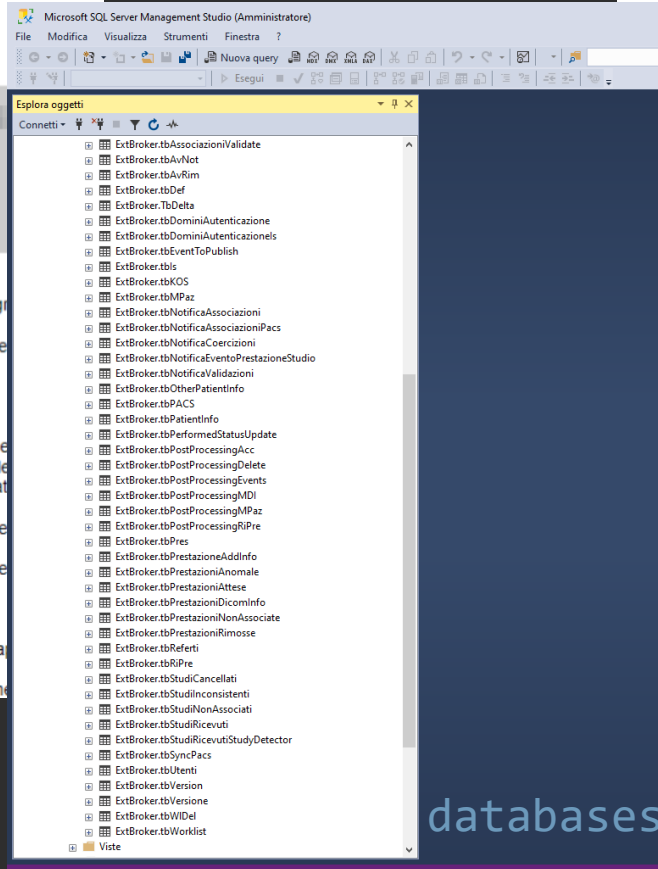 Microsoft SQL Server Management Studio (Amministratore)
File Modifica Visualizza Strumenti Finestra ?
Nuova query
MDX DMX XMLA DAX
Esegui
Esplora oggetti
Connetti
ExtBroker.tbAssociazioniValidate
ExtBroker.tbAvNot
ExtBroker.tbAvRim
ExtBroker.tbDef
ExtBroker.TbDelta
ExtBroker.tbDominiAutenticazione
ExtBroker.tbDominiAutenticazioneIs
ExtBroker.tbEventToPublish
ExtBroker.tbIs
ExtBroker.tbKOS
ExtBroker.tbMPaz
ExtBroker.tbNotificaAssociazioni
ExtBroker.tbNotificaAssociazioniPacs
ExtBroker.tbNotificaCoercizioni
ExtBroker.tbNotificaEventoPrestazioneStudio
ExtBroker.tbNotificaValidazioni
ExtBroker.tbOtherPatientInfo
ExtBroker.tbPACS
ExtBroker.tbPatientInfo
ExtBroker.tbPerformedStatusUpdate
ExtBroker.tbPostProcessingAcc
ExtBroker.tbPostProcessingDelete
ExtBroker.tbPostProcessingEvents
ExtBroker.tbPostProcessingMDI
ExtBroker.tbPostProcessingMPaz
ExtBroker.tbPostProcessingRiPre
ExtBroker.tbPres
ExtBroker.tbPrestazioneAddInfo
ExtBroker.tbPrestazioniAnomale
ExtBroker.tbPrestazioniAttese
ExtBroker.tbPrestazioniDicomInfo
ExtBroker.tbPrestazioniNonAssociate
ExtBroker.tbPrestazioniRimosse
ExtBroker.tbReferti
ExtBroker.tbRiPre
ExtBroker.tbStudiCancellati
ExtBroker.tbStudiInconsistenti
ExtBroker.tbStudiNonAssociati
ExtBroker.tbStudiRicevuti
ExtBroker.tbStudiRicevutiStudyDetector
ExtBroker.tbSyncPacs
ExtBroker.tbUtenti
ExtBroker.tbVersion
ExtBroker.tbVersione
ExtBroker.tbWlDel
ExtBroker.tbWorklist
Viste
databases